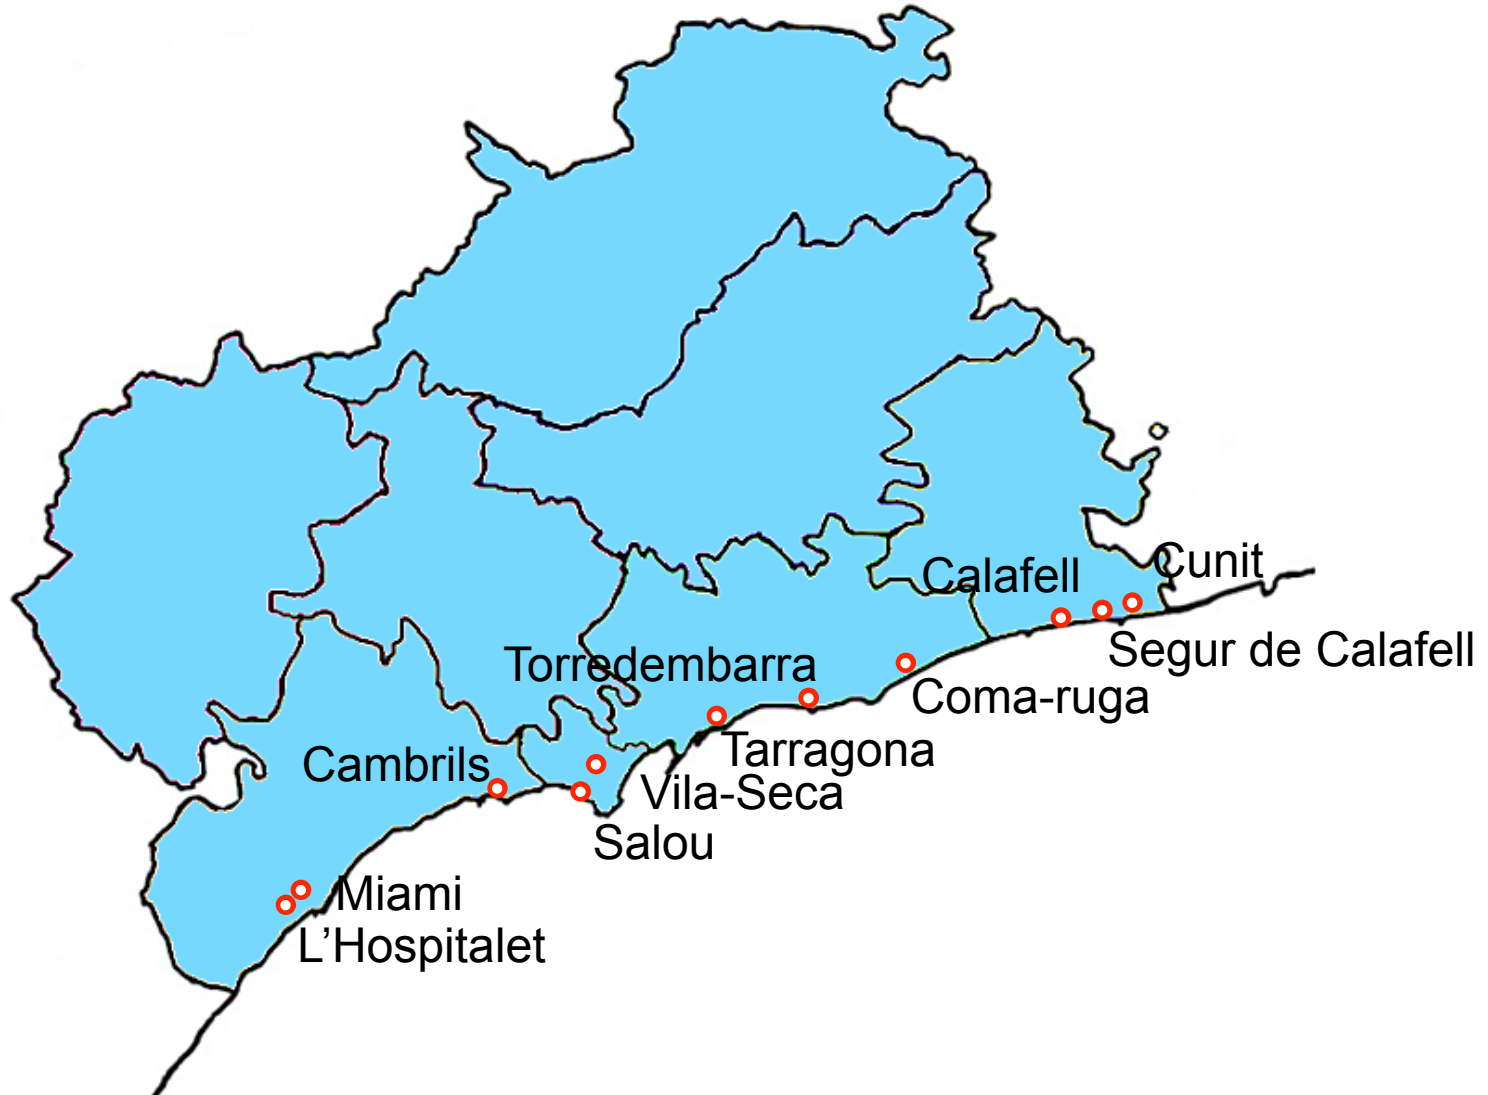 Cunit
Calafell
Segur de Calafell
Torredembarra
Coma-ruga
Tarragona
Cambrils
Vila-Seca
Salou
Miami
L’Hospitalet